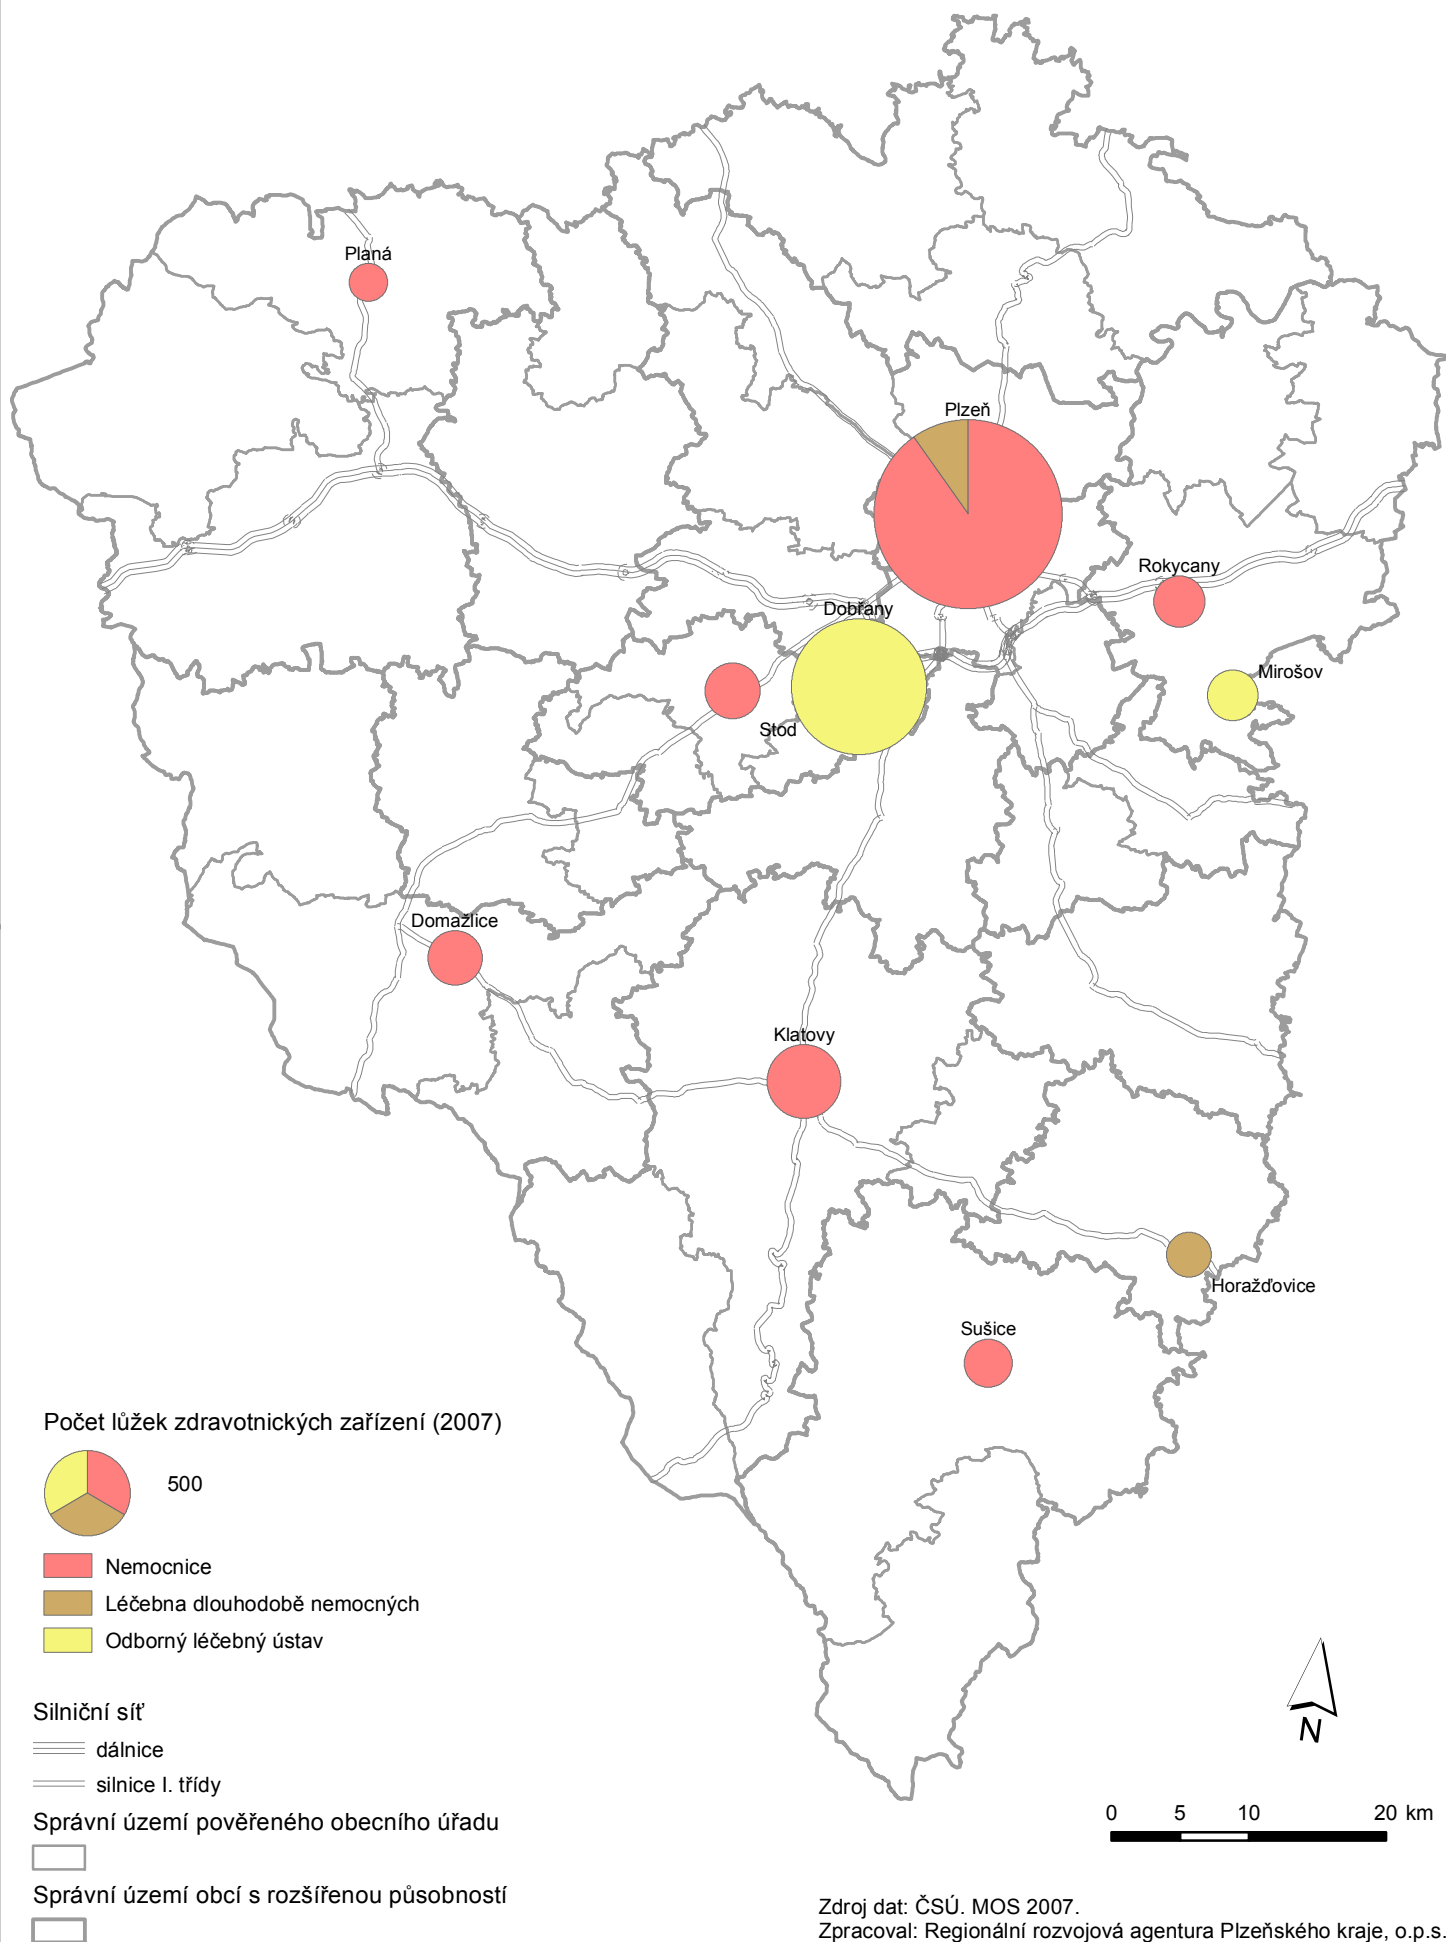 Planá
Plzeň
Rokycany
Dobřany
Mirošov
Stod
Domažlice
Klatovy
Horažďovice
Sušice
Počet lůžek zdravotnických zařízení (2007)
500
Nemocnice
Léčebna dlouhodobě nemocných
Odborný léčebný ústav
Silniční síť
dálnice
silnice I. třídy
Správní území pověřeného obecního úřadu
Správní území obcí s rozšířenou působností
N
0 5 10 20 km
Zdroj dat: ČSÚ. MOS 2007.
Zpracoval: Regionální rozvojová agentura Plzeňského kraje, o.p.s.